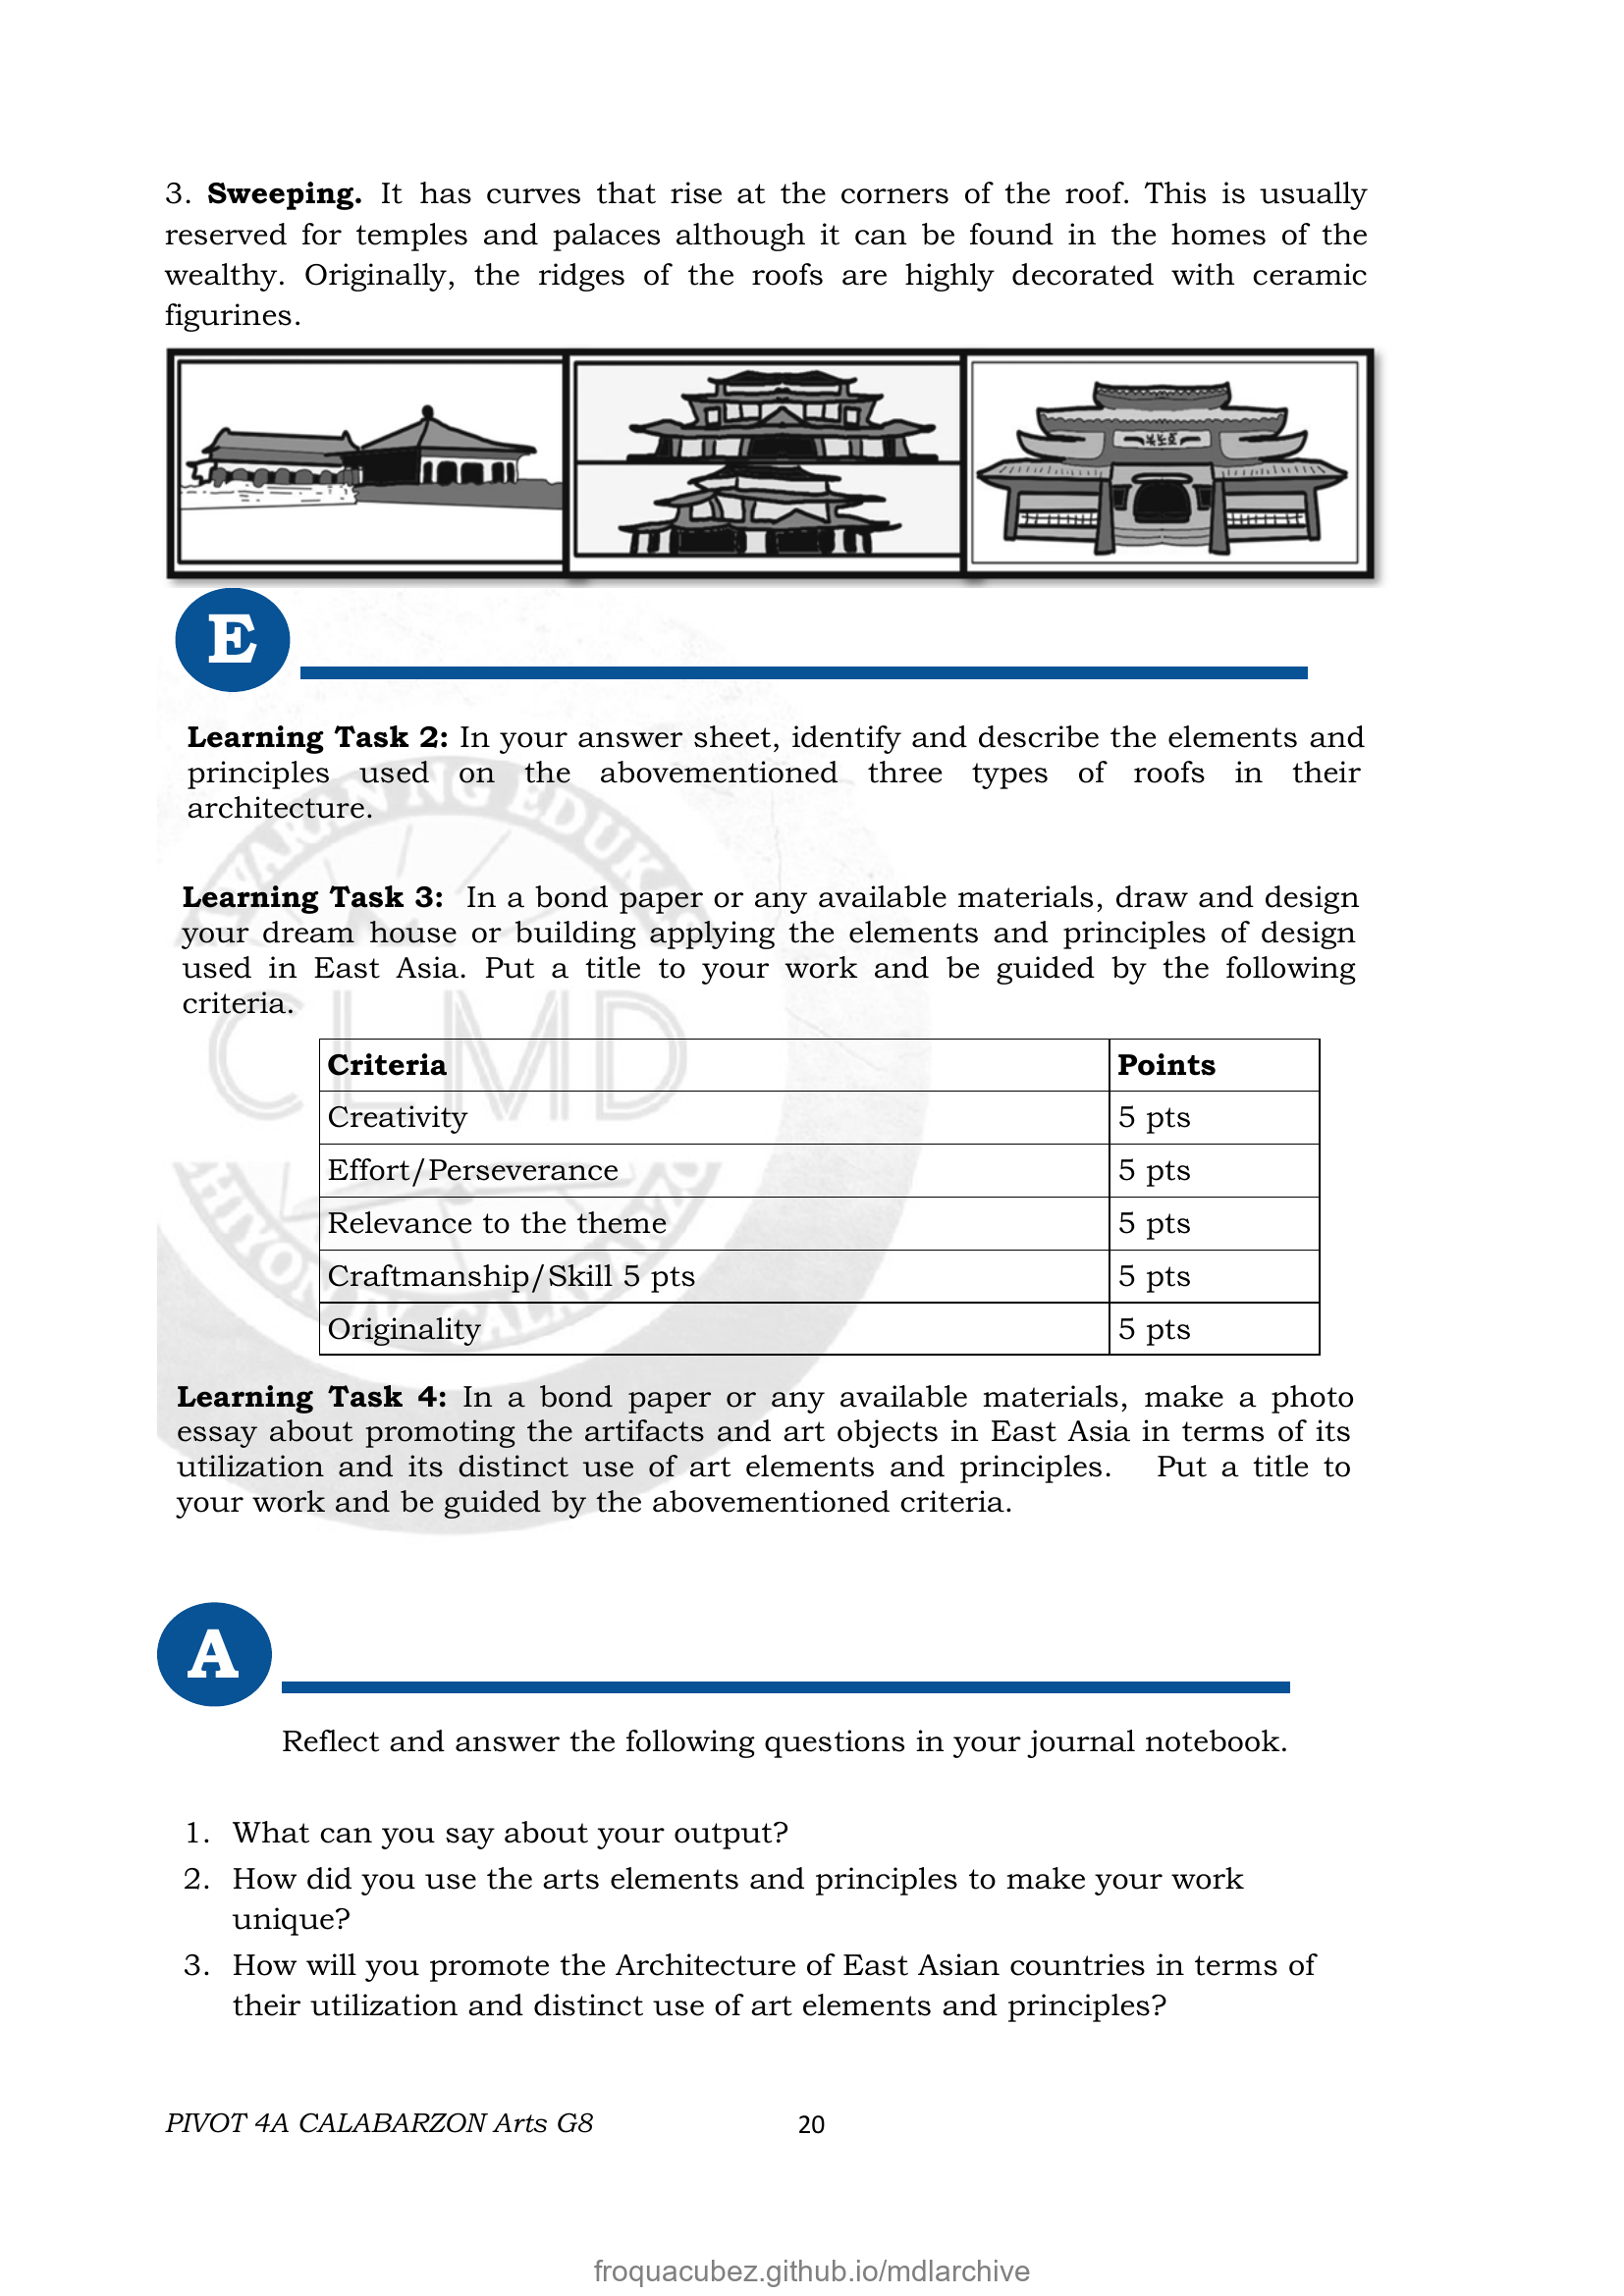 3. Sweeping. It has curves that rise at the corners of the roof. This is usually
reserved for temples and palaces although it can be found in the homes of the
wealthy. Originally, the ridges of the roofs are highly decorated with ceramic
figurines.
E
Learning Task 2: In your answer sheet, identify and describe the elements and
principles used on the abovementioned three types of roofs in their
architecture.
Learning Task 3: In a bond paper or any available materials, draw and design
your dream house or building applying the elements and principles of design
used in East Asia. Put a title to your work and be guided by the following
criteria.
CLMD
Criteria Points
Creativity 5 pts
Effort/Perseverance 5 pts
Relevance to the theme 5 pts
Craftmanship/Skill 5 pts 5 pts
Originality 5 pts
Learning Task 4: In a bond paper or any available materials, make a photo
essay about promoting the artifacts and art objects in East Asia in terms of its
utilization and its distinct use of art elements and principles. Put a title to
your work and be guided by the abovementioned criteria.
A
Reflect and answer the following questions in your journal notebook.
1. What can you say about your output?
2. How did you use the arts elements and principles to make your work
unique?
3. How will you promote the Architecture of East Asian countries in terms of
their utilization and distinct use of art elements and principles?
PIVOT 4A CALABARZON Arts G8 20
froquacubez.github.io/mdlarchive